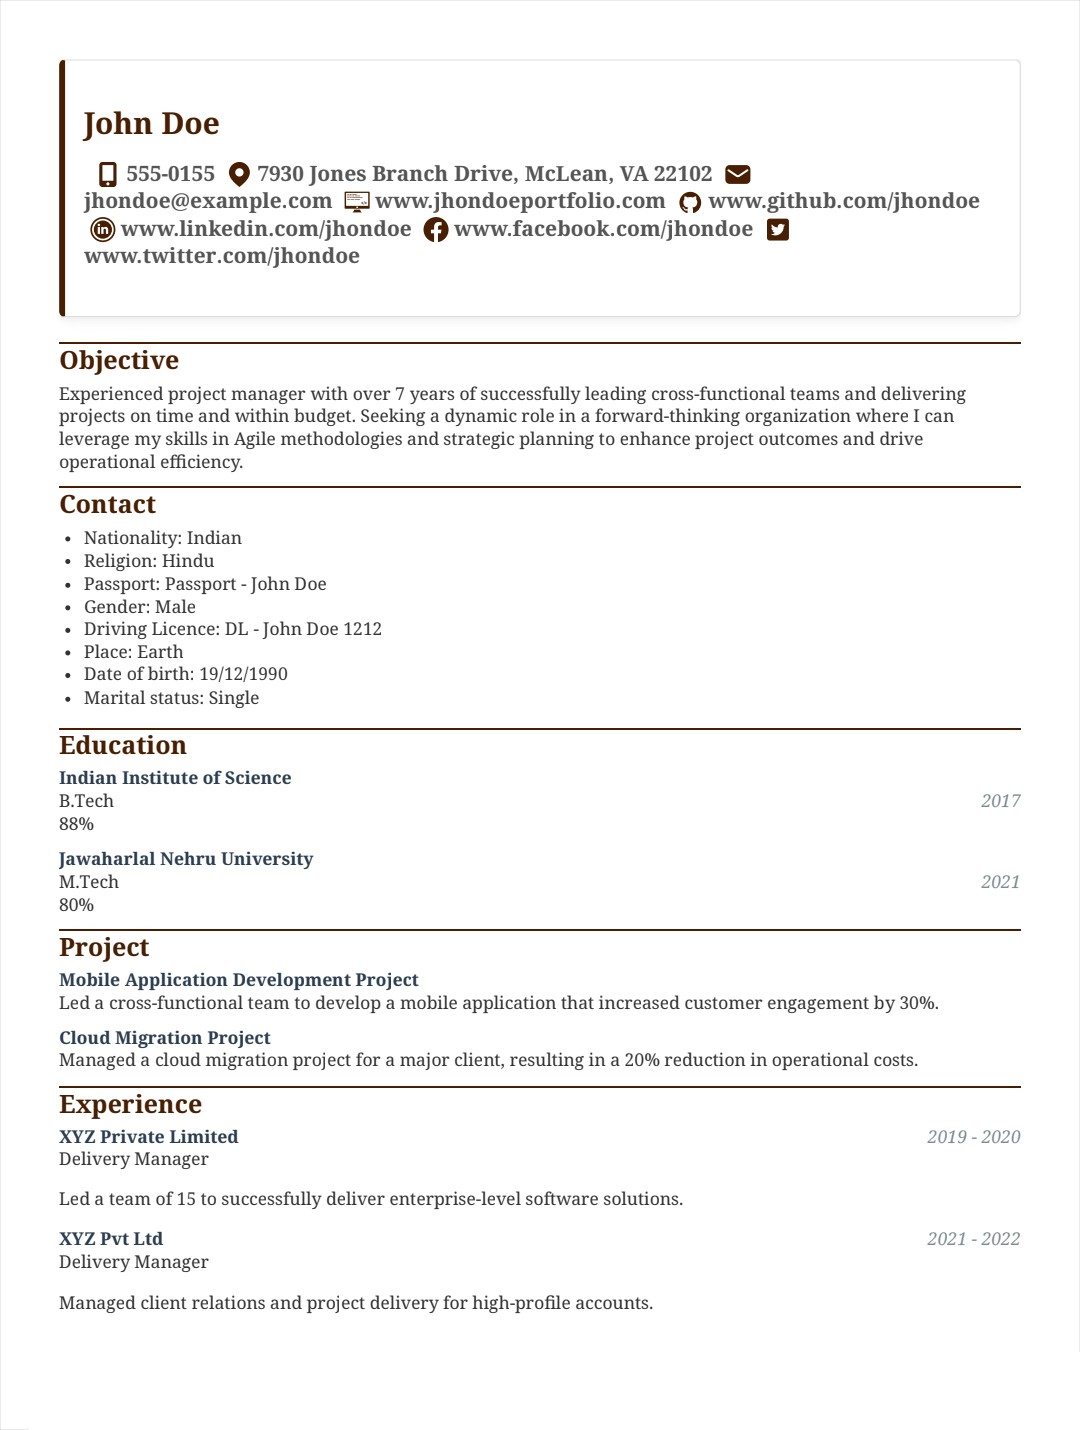 John Doe
555-0155 7930 Jones Branch Drive, McLean, VA 22102
jhondoe@example.com www.jhondoeportfolio.com www.github.com/jhondoe
www.linkedin.com/jhondoe www.facebook.com/jhondoe
www.twitter.com/jhondoe
Objective
Experienced project manager with over 7 years of successfully leading cross-functional teams and delivering
projects on time and within budget. Seeking a dynamic role in a forward-thinking organization where I can
leverage my skills in Agile methodologies and strategic planning to enhance project outcomes and drive
operational efficiency.
Contact
• Nationality: Indian
• Religion: Hindu
• Passport: Passport - John Doe
• Gender: Male
• Driving Licence: DL - John Doe 1212
• Place: Earth
• Date of birth: 19/12/1990
• Marital status: Single
Education
Indian Institute of Science
B.Tech 2017
88%
Jawaharlal Nehru University
M.Tech 2021
80%
Project
Mobile Application Development Project
Led a cross-functional team to develop a mobile application that increased customer engagement by 30%.
Cloud Migration Project
Managed a cloud migration project for a major client, resulting in a 20% reduction in operational costs.
Experience
XYZ Private Limited 2019 - 2020
Delivery Manager
Led a team of 15 to successfully deliver enterprise-level software solutions.
XYZ Pvt Ltd 2021 - 2022
Delivery Manager
Managed client relations and project delivery for high-profile accounts.